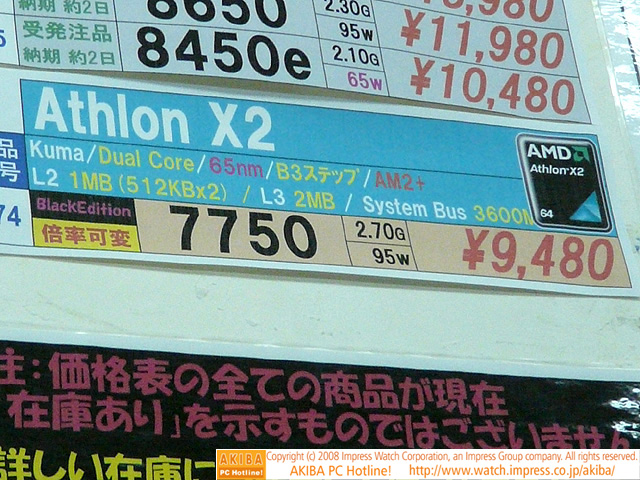 納期 約2日 8650 2.30G
95W
受発注品 ¥11,980
納期 約2日 8450e 2.10G
65W ¥10,480
Athlon X2
Kuma/Dual Core/65nm/B3ステップ/AM2+
L2 1MB(512KBx2) / L3 2MB / System Bus 3600M
BlackEdition 7750 2.70G ¥9,480
倍率可変 95W
AMD
Athlon X2
64
品
号
74
注:価格表の全ての商品が現在
在庫あり」を示すものではございません
詳しい在庫に
AKIBA
PC Hotline!
Copyright (c) 2008 Impress Watch Corporation, an Impress Group company. All rights reserved.
AKIBA PC Hotline! http://www.watch.impress.co.jp/akiba/